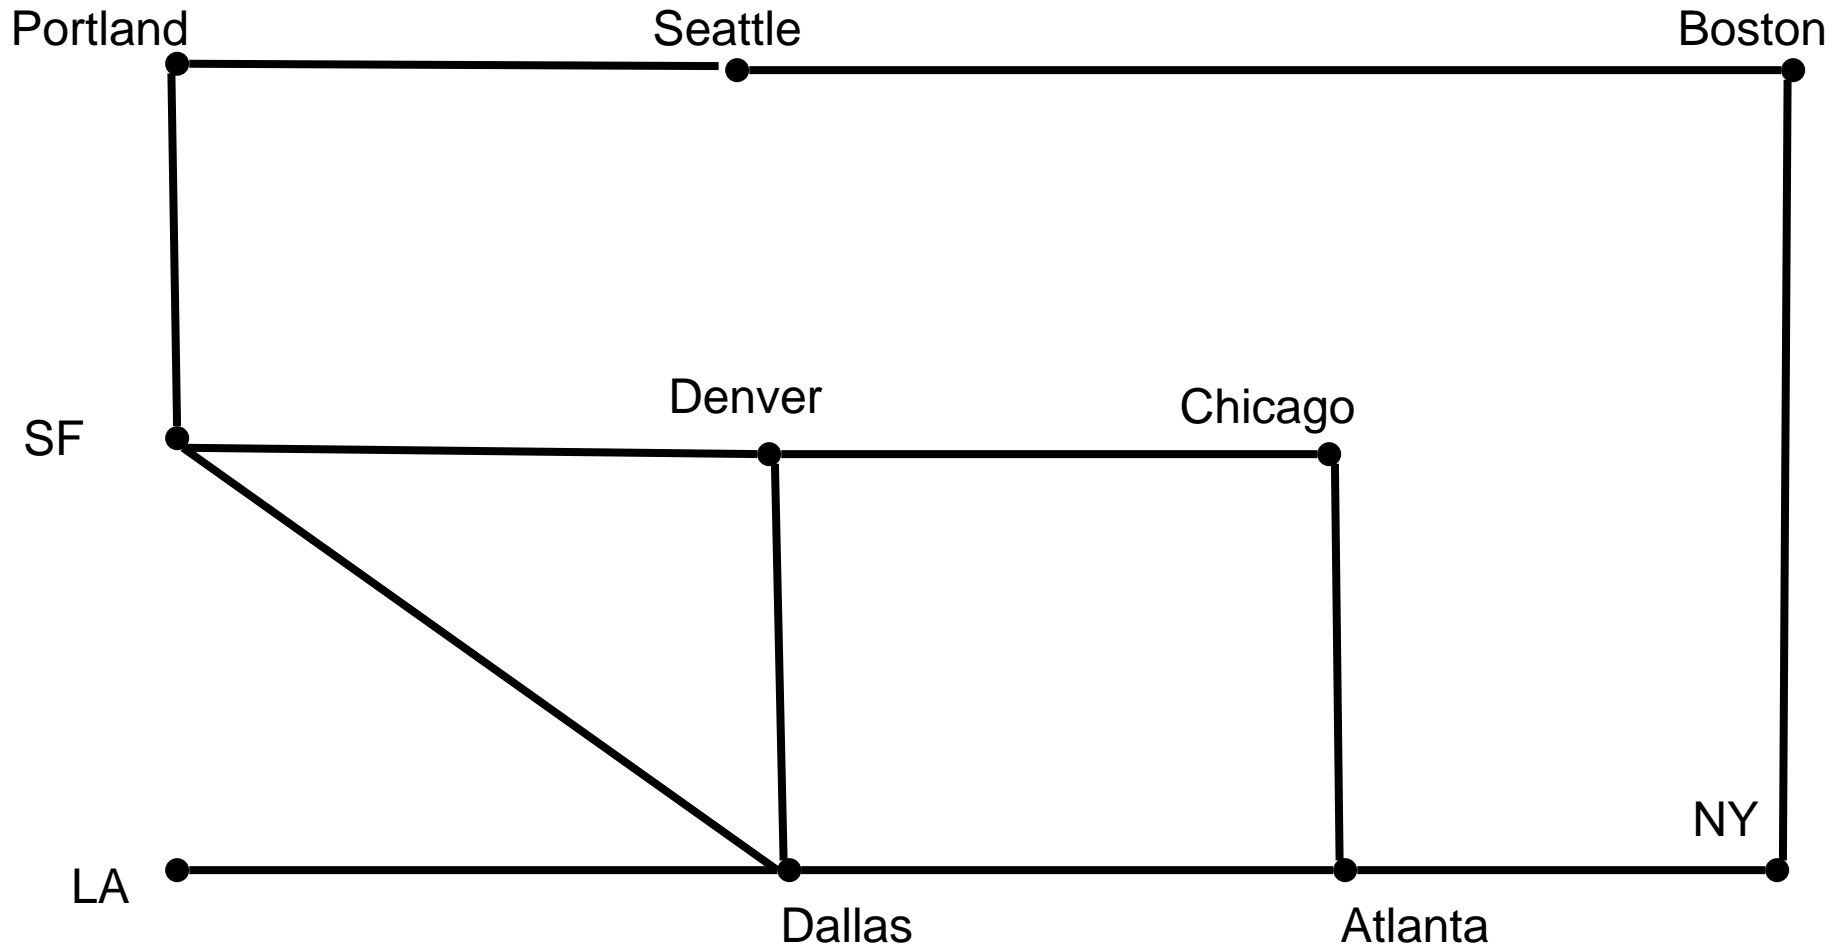 Portland
Seattle
Boston
SF
Denver
Chicago
NY
LA
Dallas
Atlanta